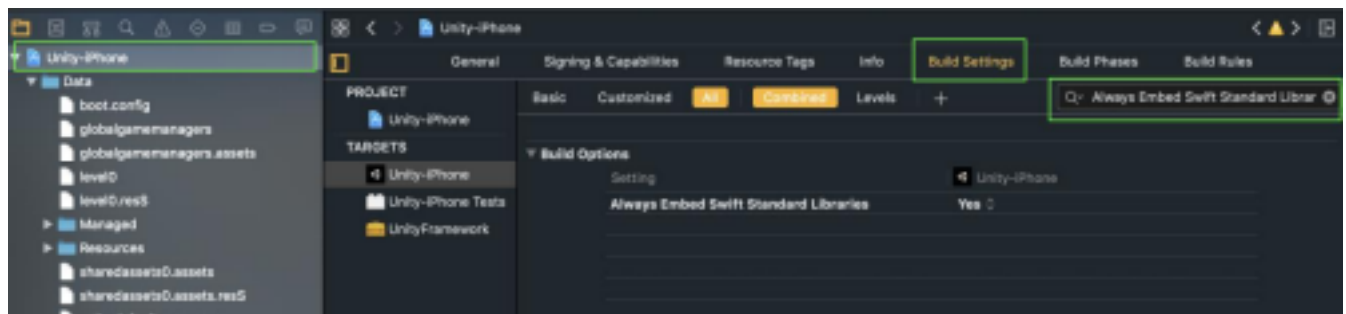 Unity-iPhone
Unity-iPhone
General Signing & Capabilities Resource Tags Info Build Settings Build Phases Build Rules
Data
PROJECT
Basic Customized All Combined Levels +
Always Embed Swift Standard Librar
boot.config
Unity-iPhone
globalgamemanagers
TARGETS
globalgamemanagers.assets
Build Options
level0
Unity-iPhone
Setting
Unity-iPhone
level0.resS
Unity-iPhone Tests
Always Embed Swift Standard Libraries Yes
Managed
UnityFramework
Resources
sharedassets0.assets
sharedassets0.assets.resS